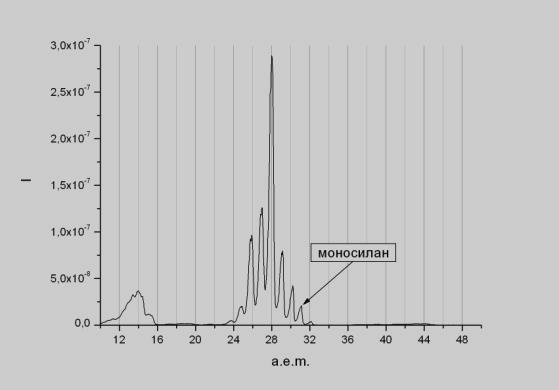 3,0x10⁻⁷
2,5x10⁻⁷
2,0x10⁻⁷
1,5x10⁻⁷
1,0x10⁻⁷
5,0x10⁻⁸
0,0
I
моносилан
12 16 20 24 28 32 36 40 44 48
а.е.m.